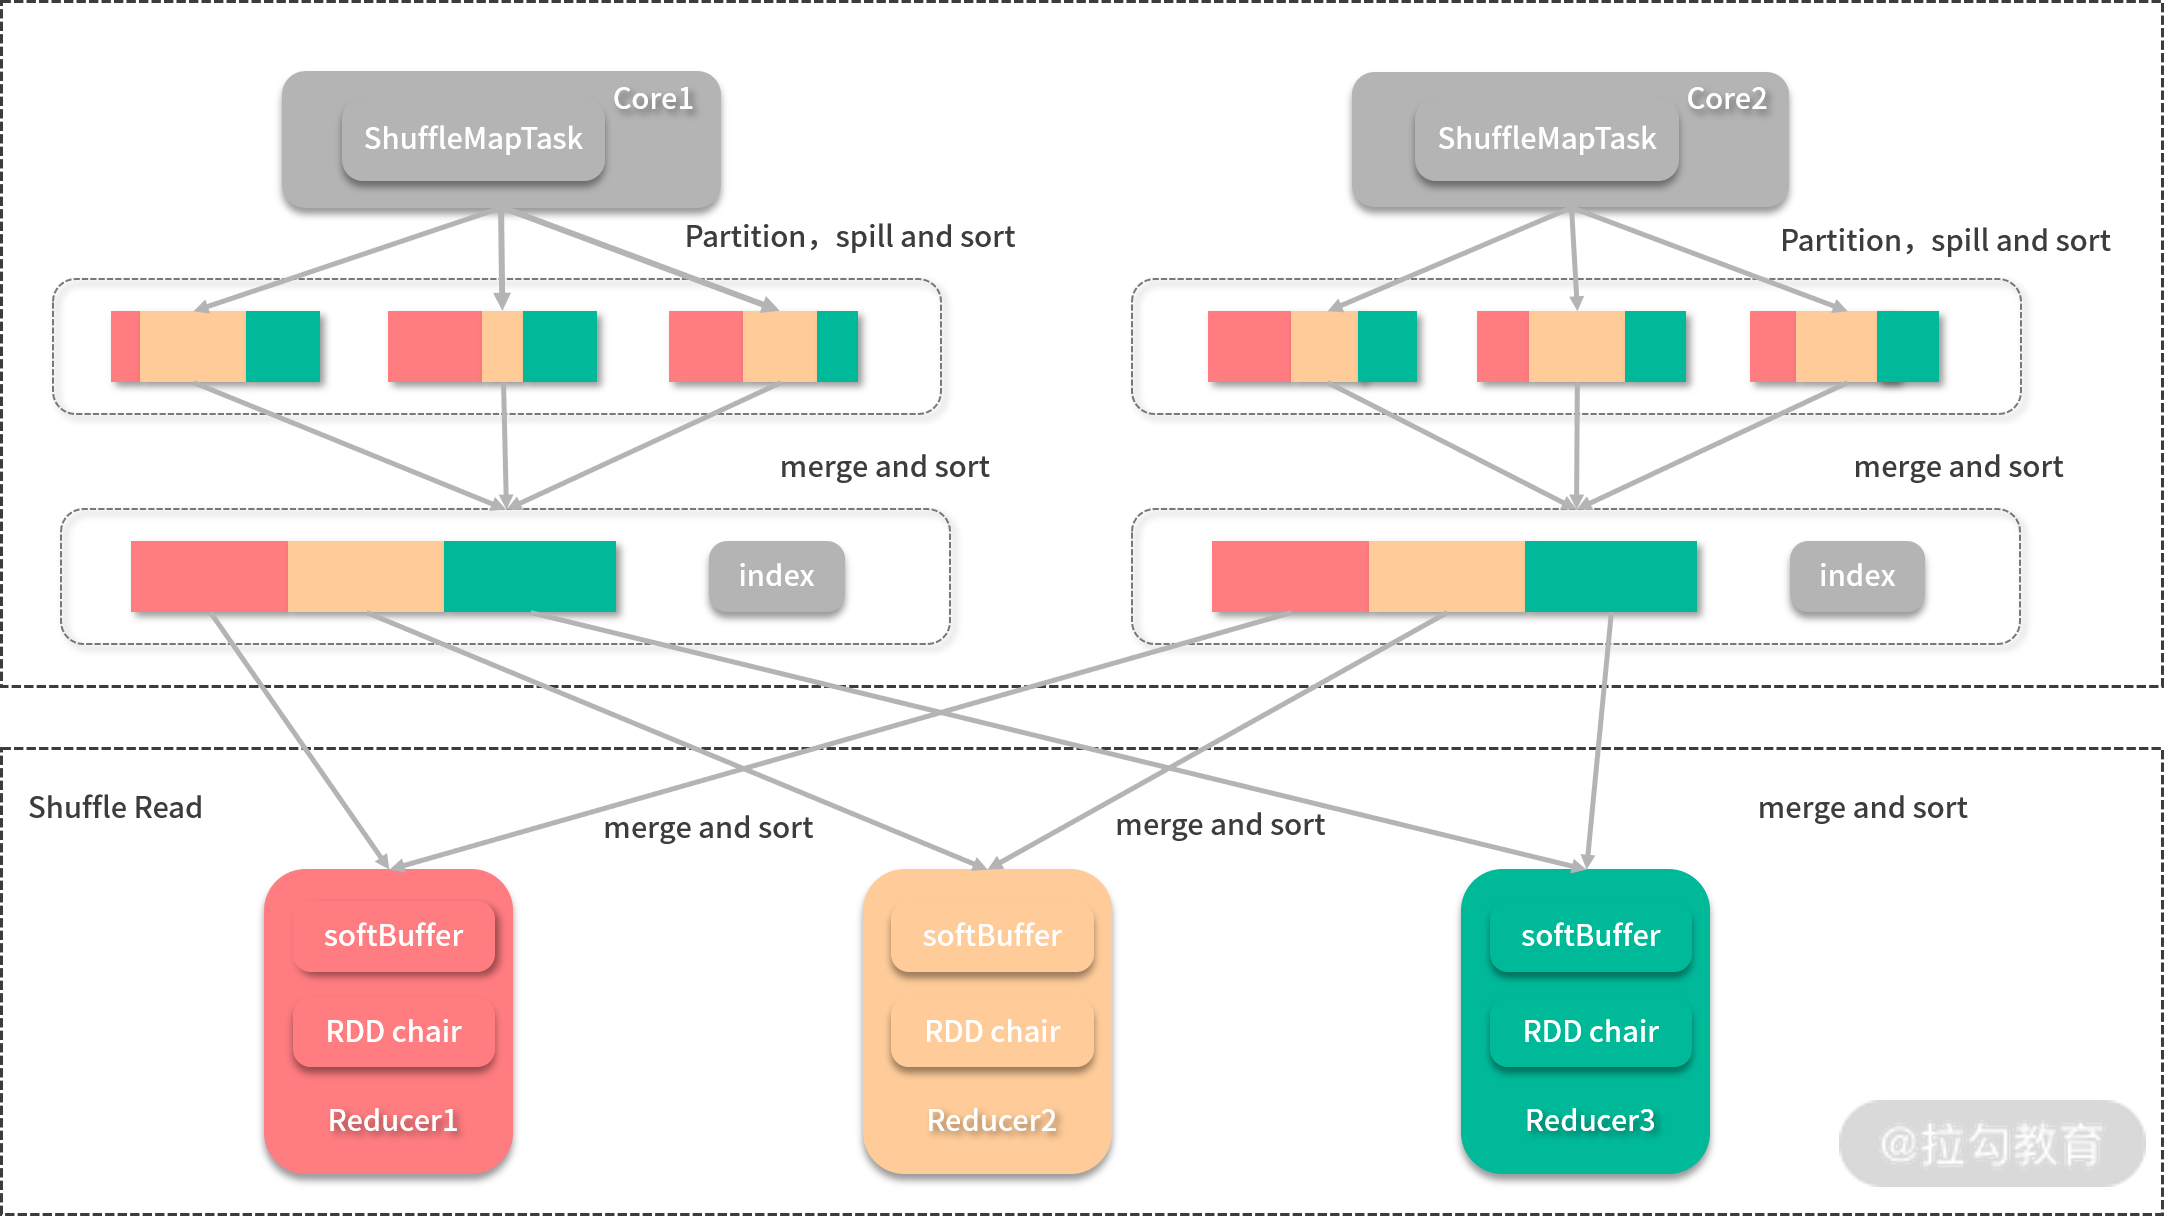 Core1
ShuffleMapTask
Core2
ShuffleMapTask
Partition，spill and sort
Partition，spill and sort
merge and sort
merge and sort
index
index
Shuffle Read
merge and sort
merge and sort
merge and sort
softBuffer
RDD chair
Reducer1
softBuffer
RDD chair
Reducer2
softBuffer
RDD chair
Reducer3
@拉勾教育